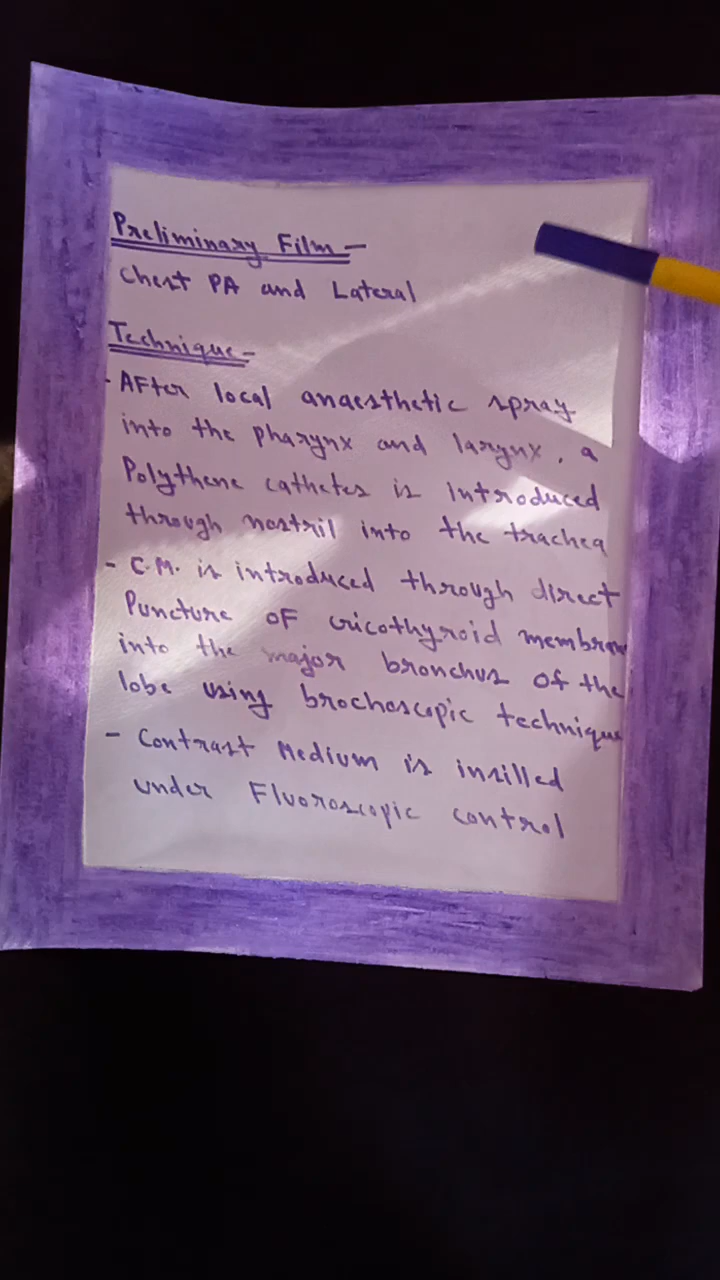 Preliminary Film -
Chest PA and Lateral
Technique -
- After local anaesthetic spray
into the pharynx and larynx, a
Polythene catheter is introduced
through nostril into the trachea
- C.M. is introduced through direct
Puncture of cricothyroid membrane
into the major bronchus of the
lobe using brochoscopic technique
- Contrast Medium is insilled
under Fluoroscopic control